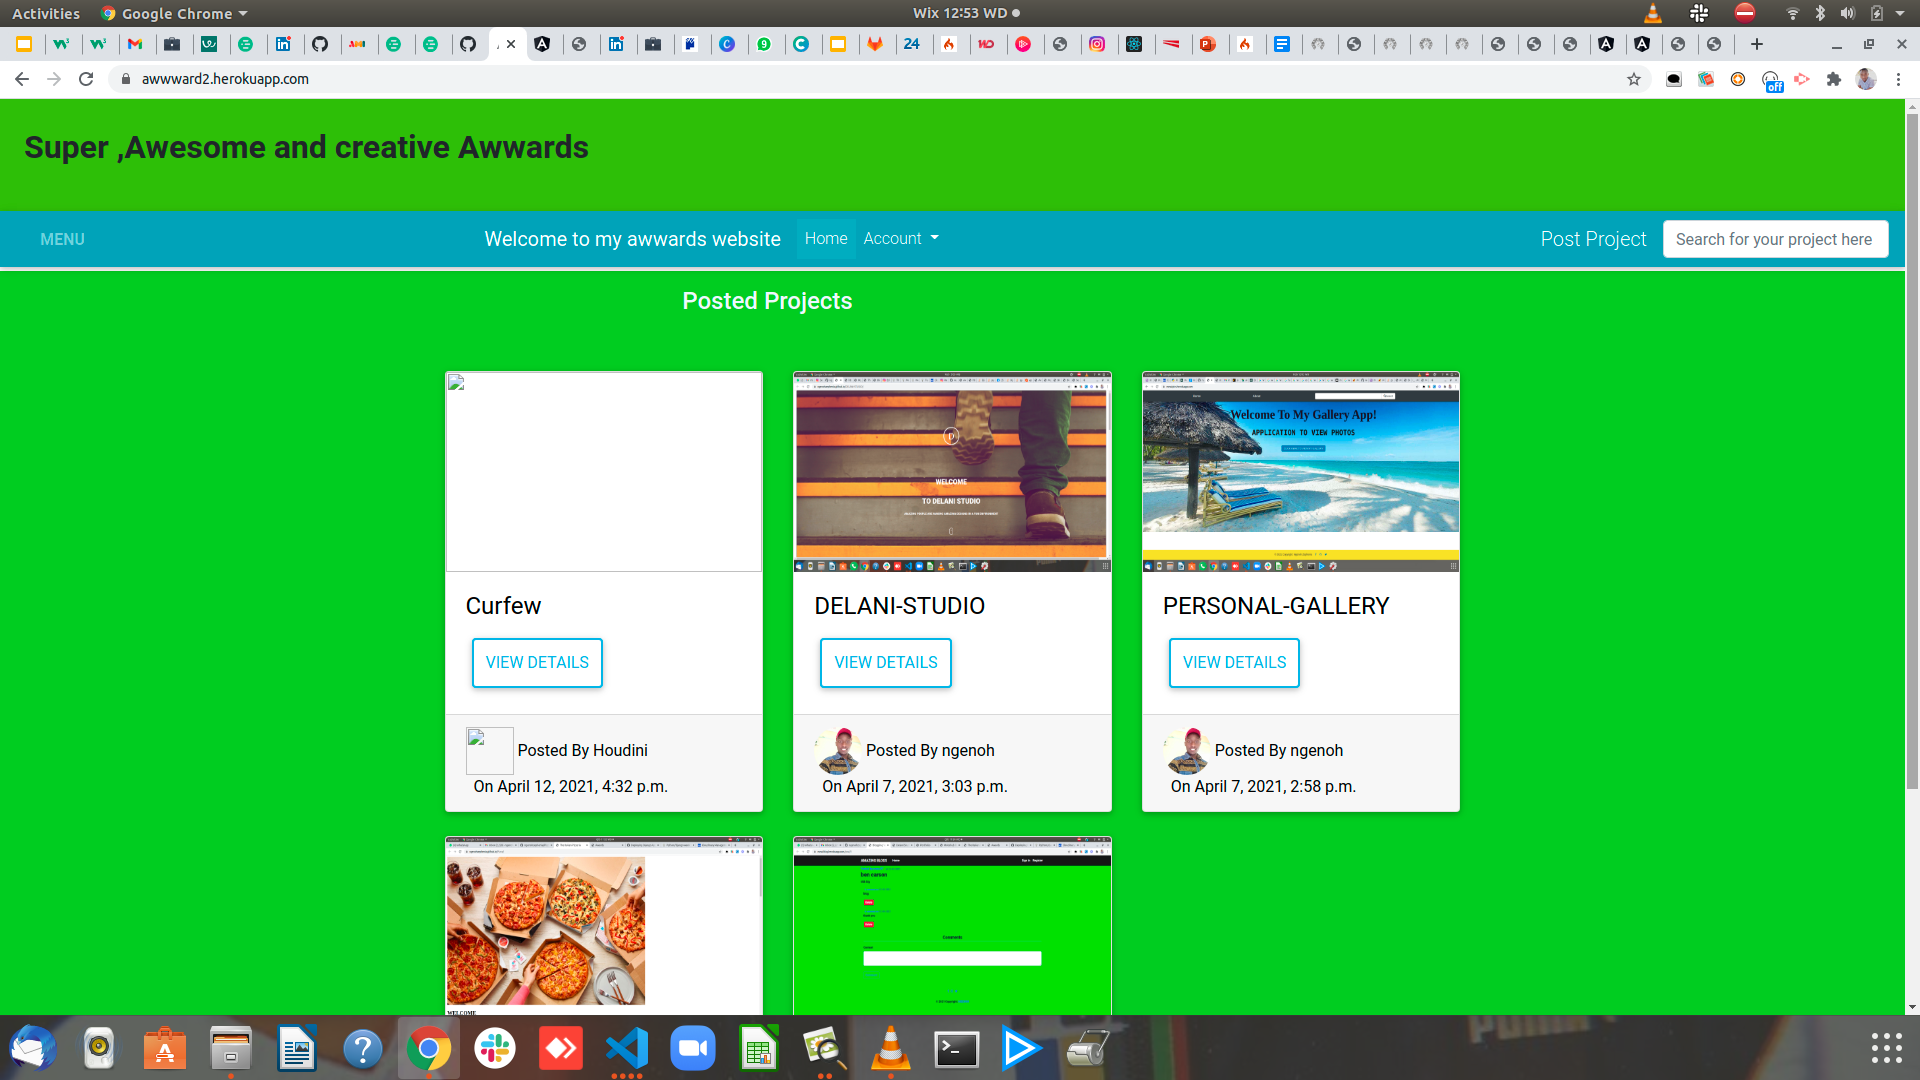 Activities Google Chrome Wix 12:53 WD
24
awwward2.herokuapp.com
off
Super ,Awesome and creative Awwards
MENU Welcome to my awwards website Home Account Post Project Search for your project here
Posted Projects
WELCOME
TO DELANI STUDIO
Welcome To My Gallery App!
APPLICATION TO VIEW PHOTOS
Curfew DELANI-STUDIO PERSONAL-GALLERY
VIEW DETAILS VIEW DETAILS VIEW DETAILS
Posted By Houdini Posted By ngenoh Posted By ngenoh
On April 12, 2021, 4:32 p.m. On April 7, 2021, 3:03 p.m. On April 7, 2021, 2:58 p.m.
WELCOME